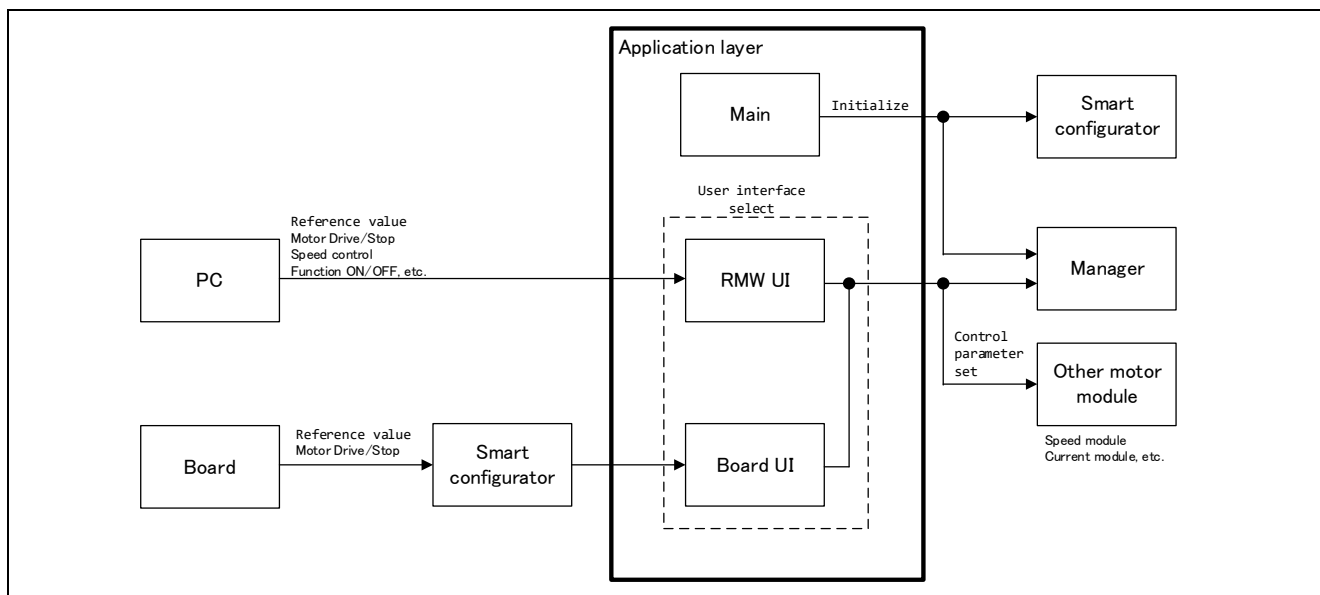 Application layer
Main
Initialize
Smart
configurator
User interface
select
Reference value
Motor Drive/Stop
Speed control
Function ON/OFF, etc.
PC
RMW UI
Manager
Control
parameter
set
Other motor
module
Speed module
Current module, etc.
Board
Reference value
Motor Drive/Stop
Smart
configurator
Board UI